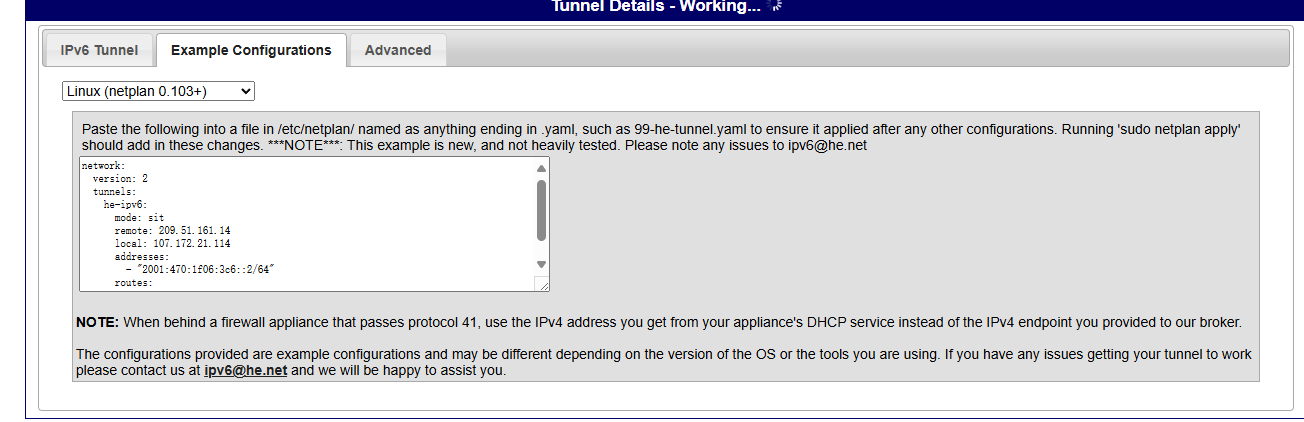 Tunnel Details - Working...
IPv6 Tunnel
Example Configurations
Advanced
Linux (netplan 0.103+)
Paste the following into a file in /etc/netplan/ named as anything ending in .yaml, such as 99-he-tunnel.yaml to ensure it applied after any other configurations. Running 'sudo netplan apply'
should add in these changes. ***NOTE***: This example is new, and not heavily tested. Please note any issues to ipv6@he.net
network:
  version: 2
  tunnels:
    he-ipv6:
      mode: sit
      remote: 209.51.161.14
      local: 107.172.21.114
      addresses:
        - "2001:470:1f06:3c6::2/64"
      routes:
NOTE: When behind a firewall appliance that passes protocol 41, use the IPv4 address you get from your appliance's DHCP service instead of the IPv4 endpoint you provided to our broker.
The configurations provided are example configurations and may be different depending on the version of the OS or the tools you are using. If you have any issues getting your tunnel to work
please contact us at ipv6@he.net and we will be happy to assist you.